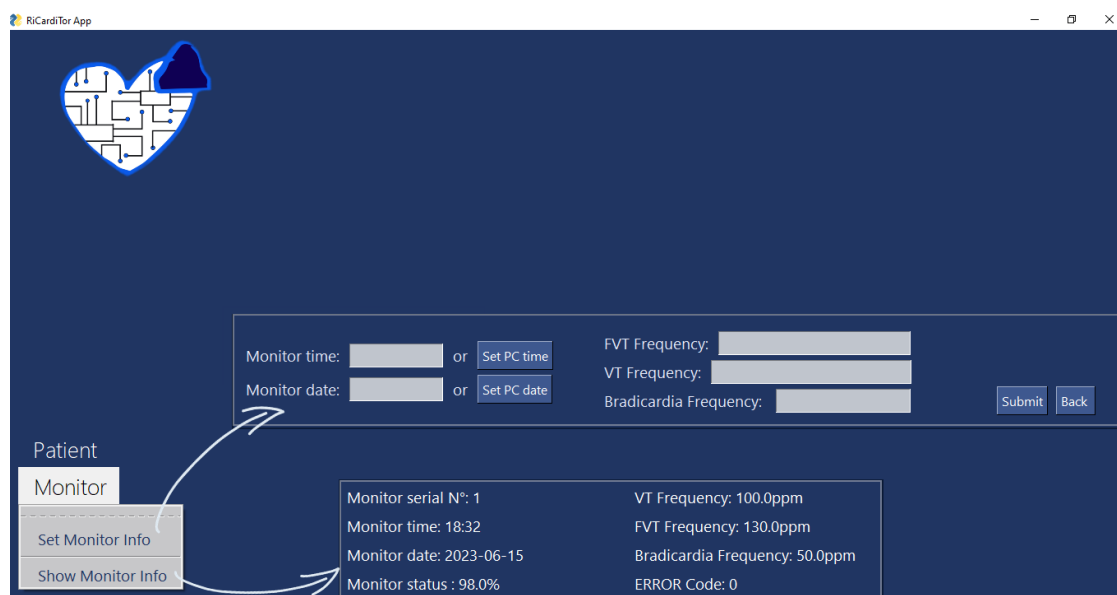 RiCardiTor App
Monitor time: or Set PC time
Monitor date: or Set PC date
FVT Frequency:
VT Frequency:
Bradicardia Frequency:
Submit Back
Patient
Monitor
Set Monitor Info
Show Monitor Info
Monitor serial N°: 1
Monitor time: 18:32
Monitor date: 2023-06-15
Monitor status : 98.0%
VT Frequency: 100.0ppm
FVT Frequency: 130.0ppm
Bradicardia Frequency: 50.0ppm
ERROR Code: 0